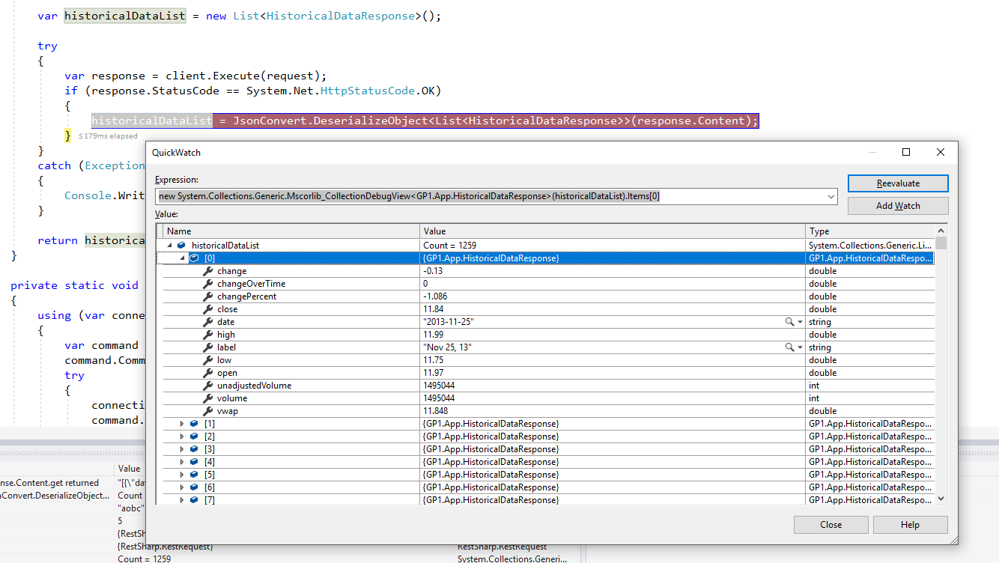 var historicalDataList = new List<HistoricalDataResponse>();
try
{
var response = client.Execute(request);
if (response.StatusCode == System.Net.HttpStatusCode.OK)
{
historicalDataList = JsonConvert.DeserializeObject<List<HistoricalDataResponse>>(response.Content);
} ≤179ms elapsed
}
catch (Exception
{
Console.Writ
}
return historica
}
private static void
{
using (var conne
{
var command
command.Comm
try
{
connecti
command.
QuickWatch
Expression:
Reevaluate
new System.Collections.Generic.Mscorlib_CollectionDebugView<GP1.App.HistoricalDataResponse>(historicalDataList).Items[0]
Add Watch
Value:
Name Value Type
historicalDataList Count = 1259 System.Collections.Generic.Li...
[0] {GP1.App.HistoricalDataResponse} GP1.App.HistoricalDataRespo...
change -0.13 double
changeOverTime 0 double
changePercent -1.086 double
close 11.84 double
date "2013-11-25" string
high 11.99 double
label "Nov 25, 13" string
low 11.75 double
open 11.97 double
unadjustedVolume 1495044 int
volume 1495044 int
vwap 11.848 double
[1] {GP1.App.HistoricalDataResponse} GP1.App.HistoricalDataRespo...
[2] {GP1.App.HistoricalDataResponse} GP1.App.HistoricalDataRespo...
[3] {GP1.App.HistoricalDataResponse} GP1.App.HistoricalDataRespo...
[4] {GP1.App.HistoricalDataResponse} GP1.App.HistoricalDataRespo...
[5] {GP1.App.HistoricalDataResponse} GP1.App.HistoricalDataRespo...
[6] {GP1.App.HistoricalDataResponse} GP1.App.HistoricalDataRespo...
[7] {GP1.App.HistoricalDataResponse} GP1.App.HistoricalDataRespo...
Close Help
Value
nse.Content.get returned "[{\"dat
nConvert.DeserializeObject... Count
"aobc"
5
{RestSh
{RestSharp.RestRequest} RestSharp.RestRequest
Count = 1259 System.Collections.Generic...